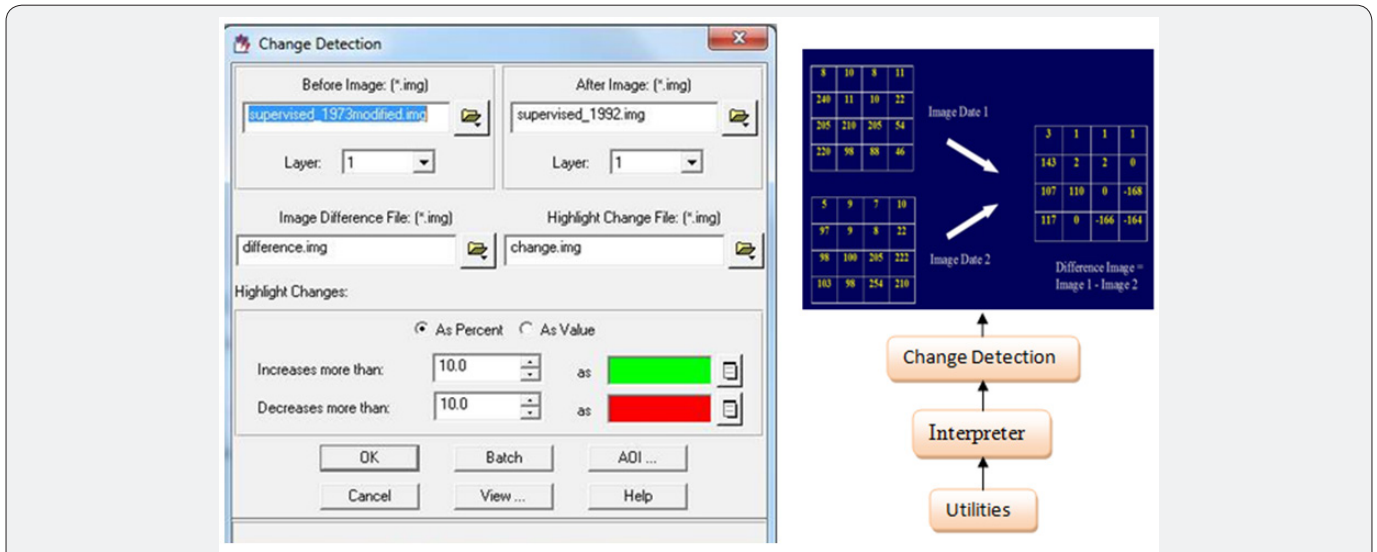 Change Detection
Before Image: (*.img)
After Image: (*.img)
supervised_1973modified.img
supervised_1992.img
Layer: 1
Layer: 1
Image Difference File: (*.img)
Highlight Change File: (*.img)
difference.img
change.img
Highlight Changes:
As Percent As Value
Increases more than: 10.0 as
Decreases more than: 10.0 as
OK Batch AOI ...
Cancel View ... Help
8 10 8 11
240 11 10 22
205 210 205 54
220 98 88 46
Image Date 1
5 9 7 10
97 9 8 22
98 100 205 222
103 98 254 210
Image Date 2
3 1 1 1
143 2 2 0
107 110 0 -168
117 0 -166 -164
Difference Image =
Image 1 - Image 2
Change Detection
Interpreter
Utilities